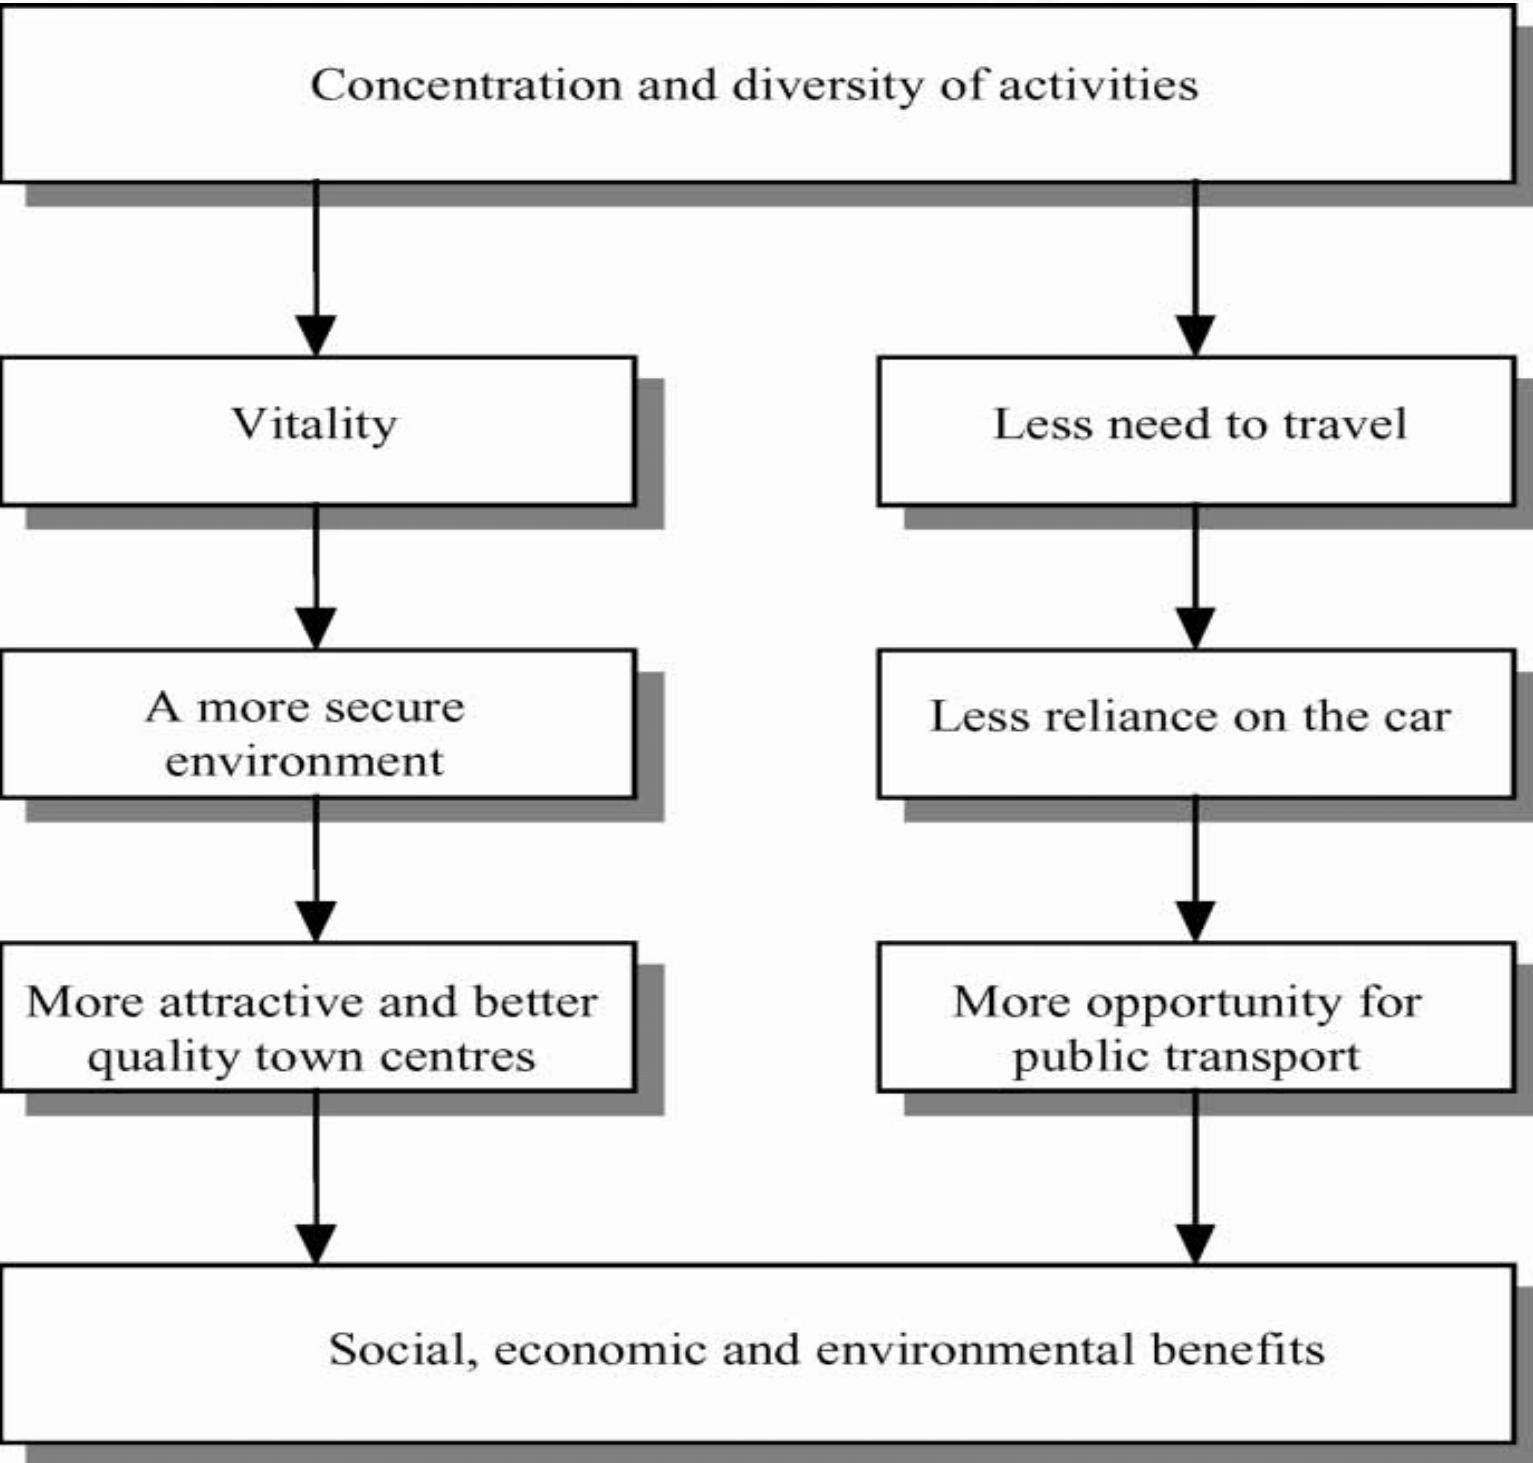 Concentration and diversity of activities
Vitality
Less need to travel
A more secure
environment
Less reliance on the car
More attractive and better
quality town centres
More opportunity for
public transport
Social, economic and environmental benefits